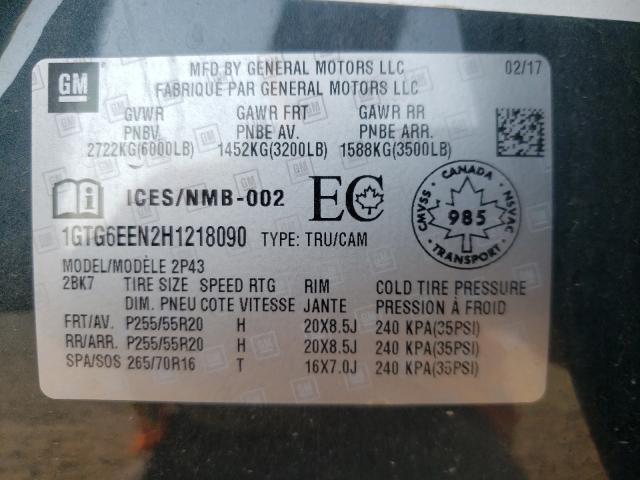 GM
MFD BY GENERAL MOTORS LLC 02/17
FABRIQUÉ PAR GENERAL MOTORS LLC
GVWR GAWR FRT GAWR RR
PNBV PNBE AV. PNBE ARR.
2722KG(6000LB) 1452KG(3200LB) 1588KG(3500LB)
ICES/NMB-002 EC
CANADA
CMVSS NSVAC
985
TRANSPORT
1GTG6EEN2H1218090 TYPE: TRU/CAM
MODEL/MODÈLE 2P43
2BK7 TIRE SIZE SPEED RTG RIM COLD TIRE PRESSURE
DIM. PNEU COTE VITESSE JANTE PRESSION À FROID
FRT/AV. P255/55R20 H 20X8.5J 240 KPA(35PSI)
RR/ARR. P255/55R20 H 20X8.5J 240 KPA(35PSI)
SPA/SOS 265/70R16 T 16X7.0J 240 KPA(35PSI)